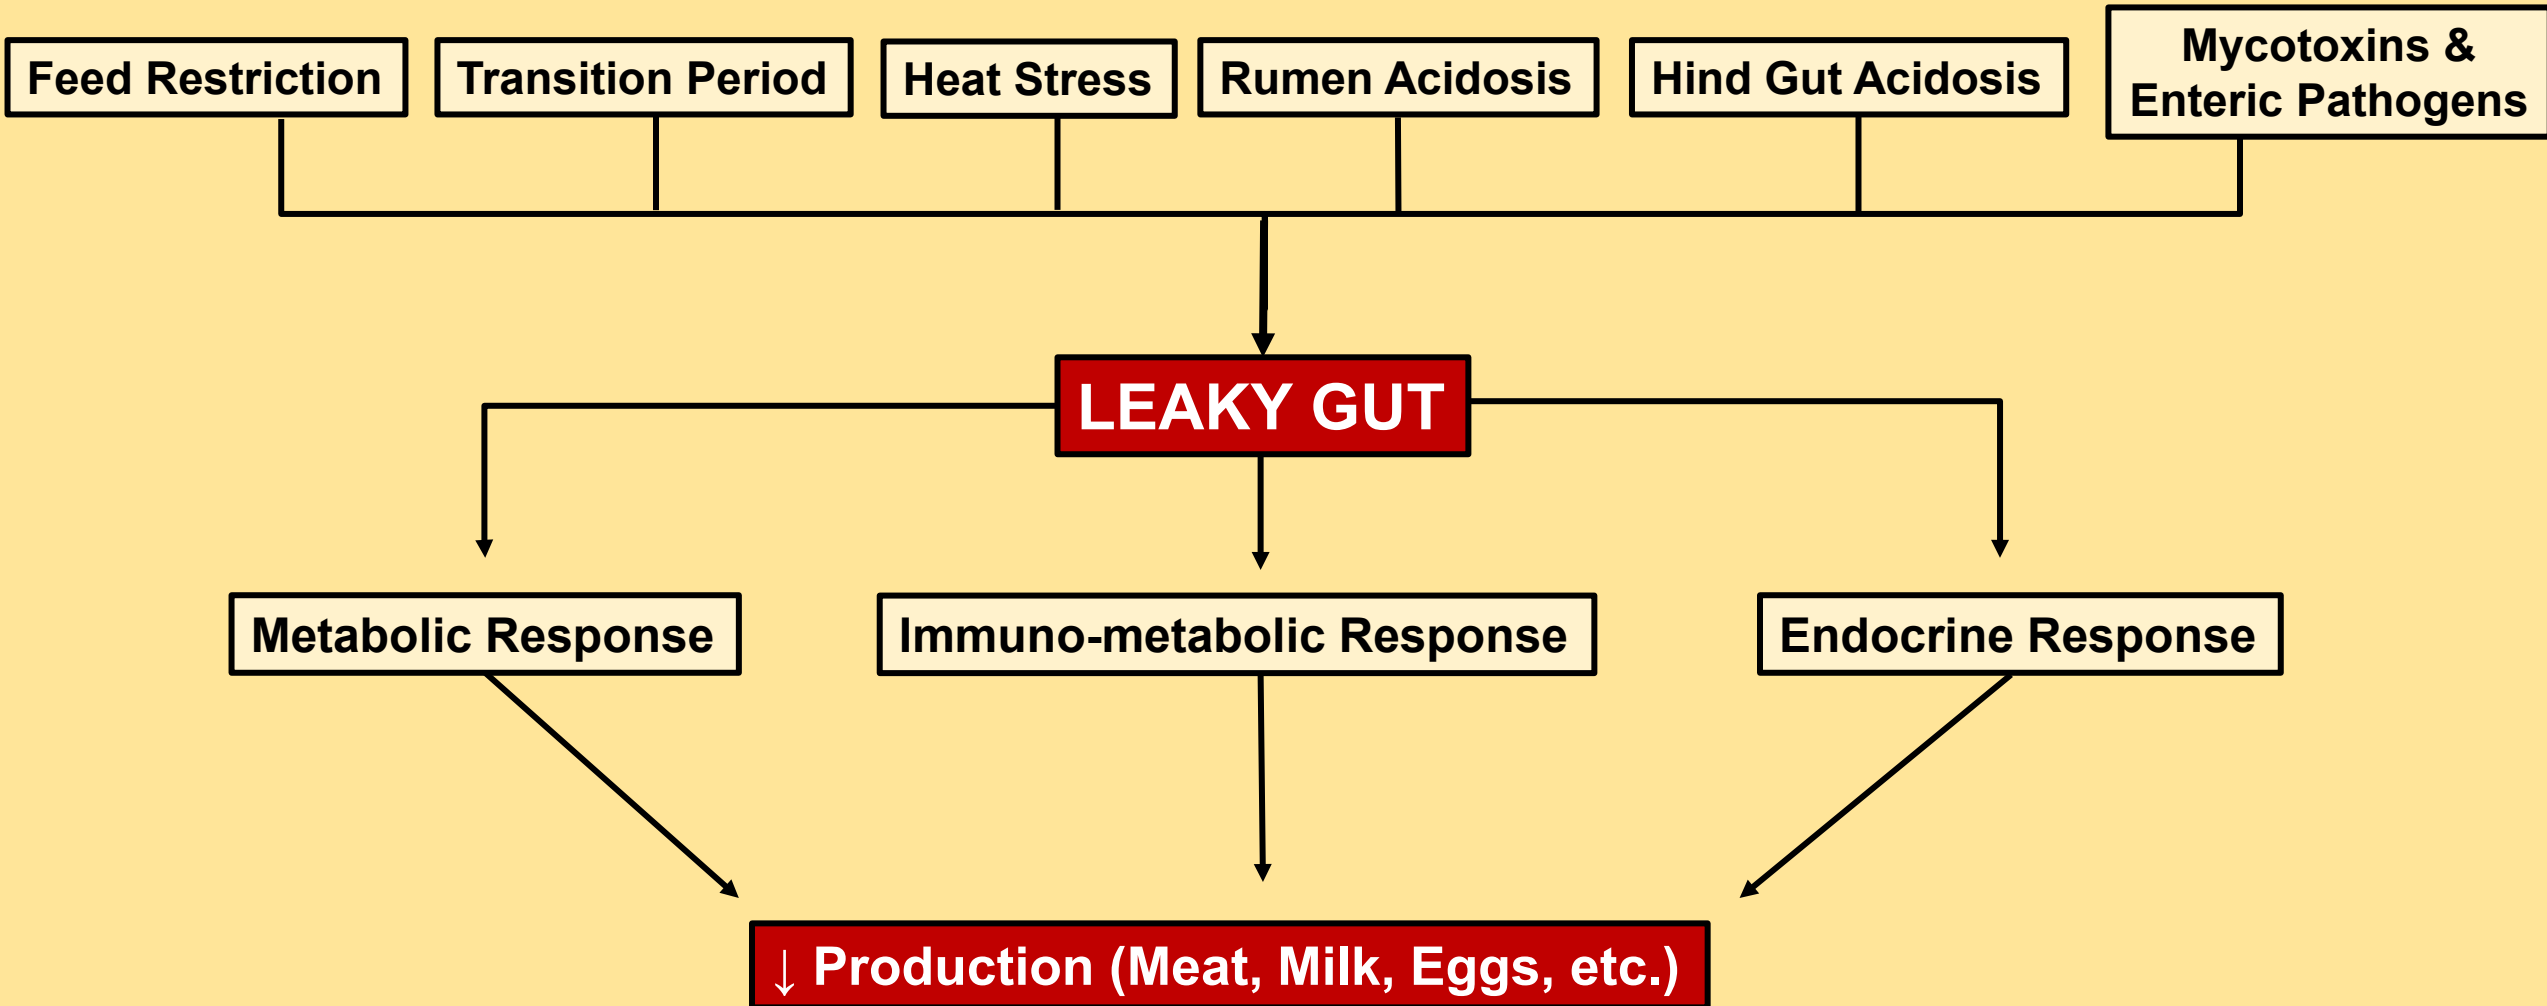 Feed Restriction
Transition Period
Heat Stress
Rumen Acidosis
Hind Gut Acidosis
Mycotoxins &
Enteric Pathogens
LEAKY GUT
Metabolic Response
Immuno-metabolic Response
Endocrine Response
↓ Production (Meat, Milk, Eggs, etc.)